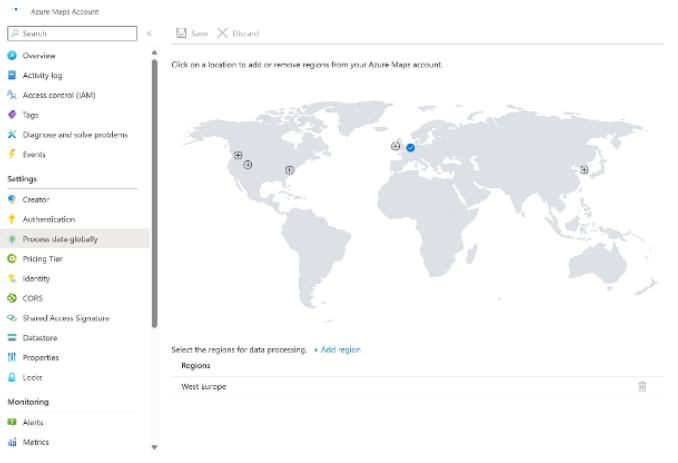 Azure Maps Account
Search
«
Save
Discard
Overview
Activity log
Access control (IAM)
Tags
Diagnose and solve problems
Events
Settings
Creator
Authentication
Process data globally
Pricing Tier
Identity
CORS
Shared Access Signature
Datastore
Properties
Locks
Monitoring
Alerts
Metrics
Click on a location to add or remove regions from your Azure Maps account.
Select the regions for data processing. + Add region
Regions
West Europe